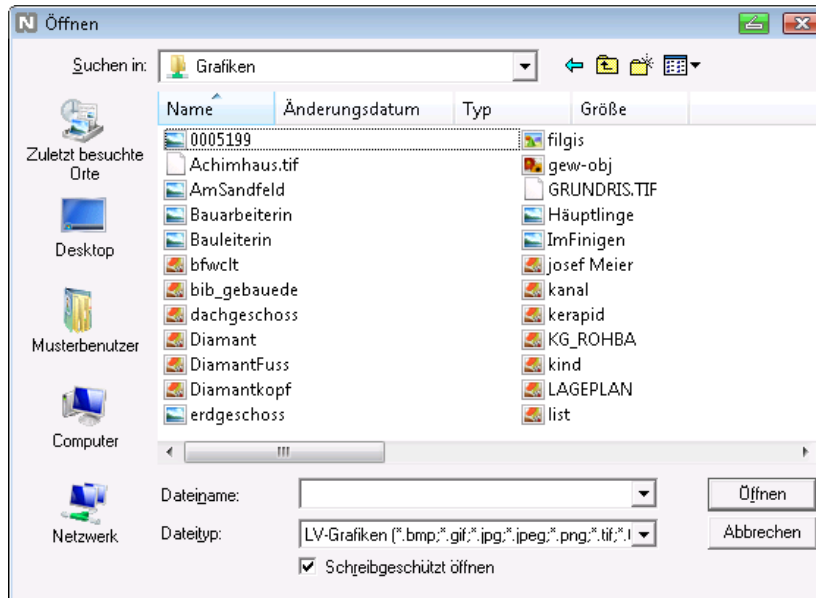 Öffnen
Suchen in: Grafiken
Name Änderungsdatum Typ Größe
0005199 filgis
Achimhaus.tif gew-obj
AmSandfeld GRUNDRIS.TIF
Bauarbeiterin Häuptlinge
Bauleiterin ImFinigen
bfwclt josef Meier
bib_gebauede kanal
dachgeschoss kerapid
Diamant KG_ROHBA
DiamantFuss kind
Diamantkopf LAGEPLAN
erdgeschoss list
Zuletzt besuchte
Orte
Desktop
Musterbenutzer
Computer
Netzwerk
Dateiname: Öffnen
Dateityp: LV-Grafiken (*.bmp;*.gif;*.jpg;*.jpeg;*.png;*.tif;*. Abbrechen
Schreibgeschützt öffnen